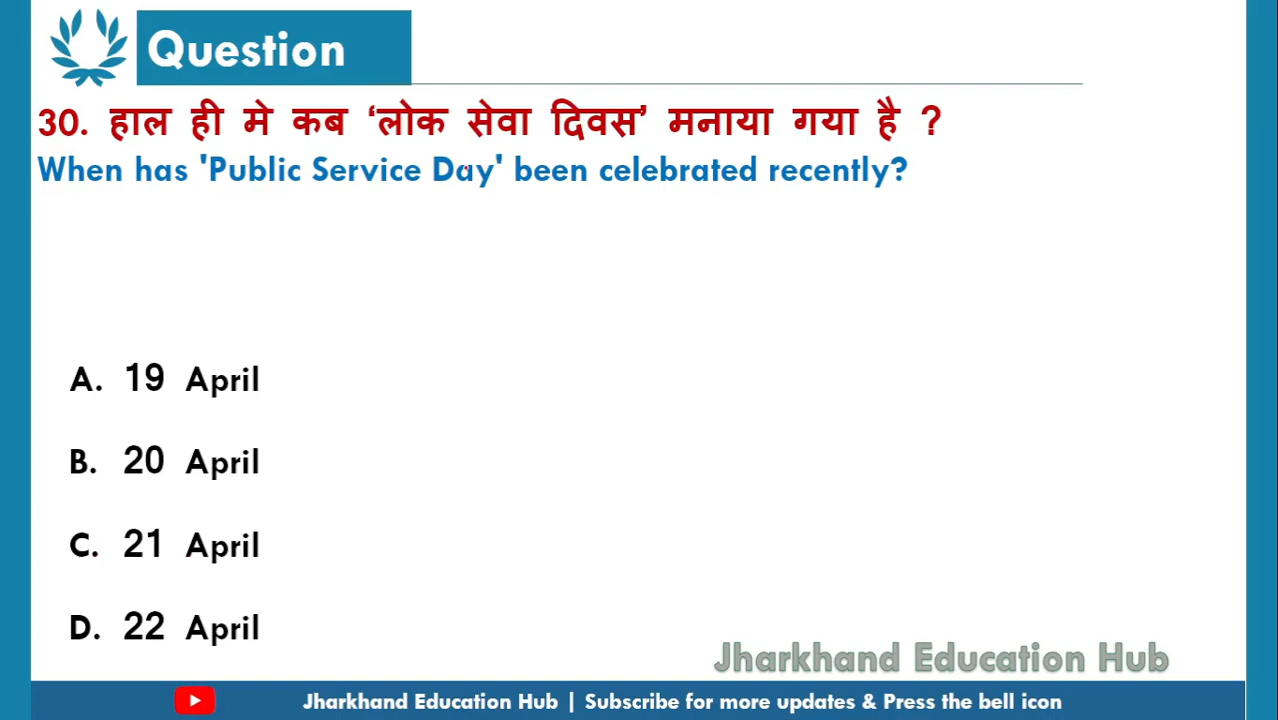 Question
30. हाल ही मे कब ‘लोक सेवा दिवस’ मनाया गया है ?
When has 'Public Service Day' been celebrated recently?
A. 19 April
B. 20 April
C. 21 April
D. 22 April
Jharkhand Education Hub
Jharkhand Education Hub | Subscribe for more updates & Press the bell icon